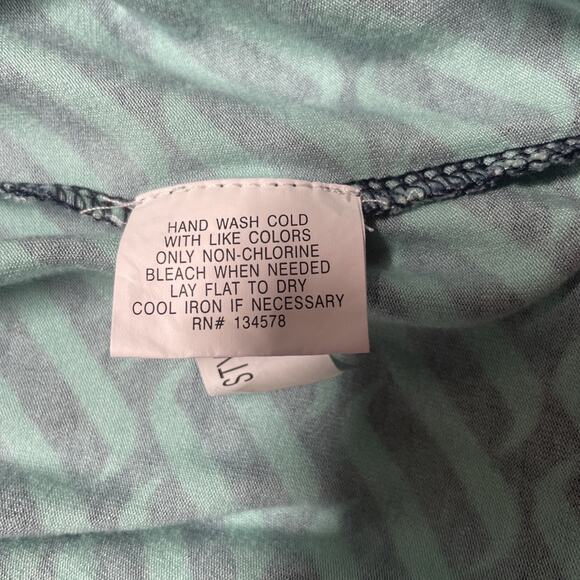 HAND WASH COLD
WITH LIKE COLORS
ONLY NON-CHLORINE
BLEACH WHEN NEEDED
LAY FLAT TO DRY
COOL IRON IF NECESSARY
RN# 134578